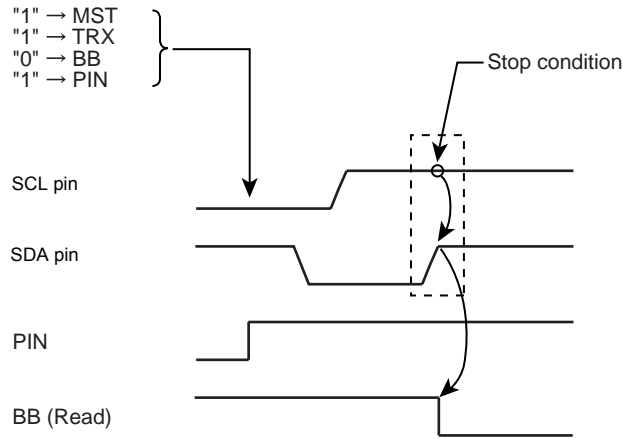 "1" → MST
"1" → TRX
"0" → BB
"1" → PIN
Stop condition
SCL pin
SDA pin
PIN
BB (Read)